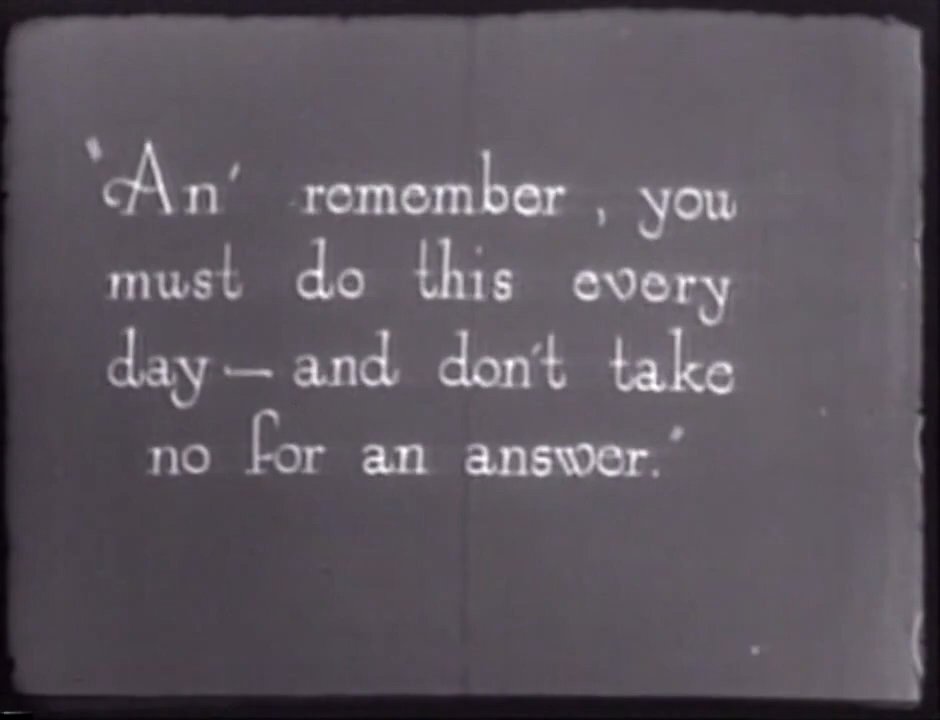 "An' remember, you
must do this every
day — and don't take
no for an answer."